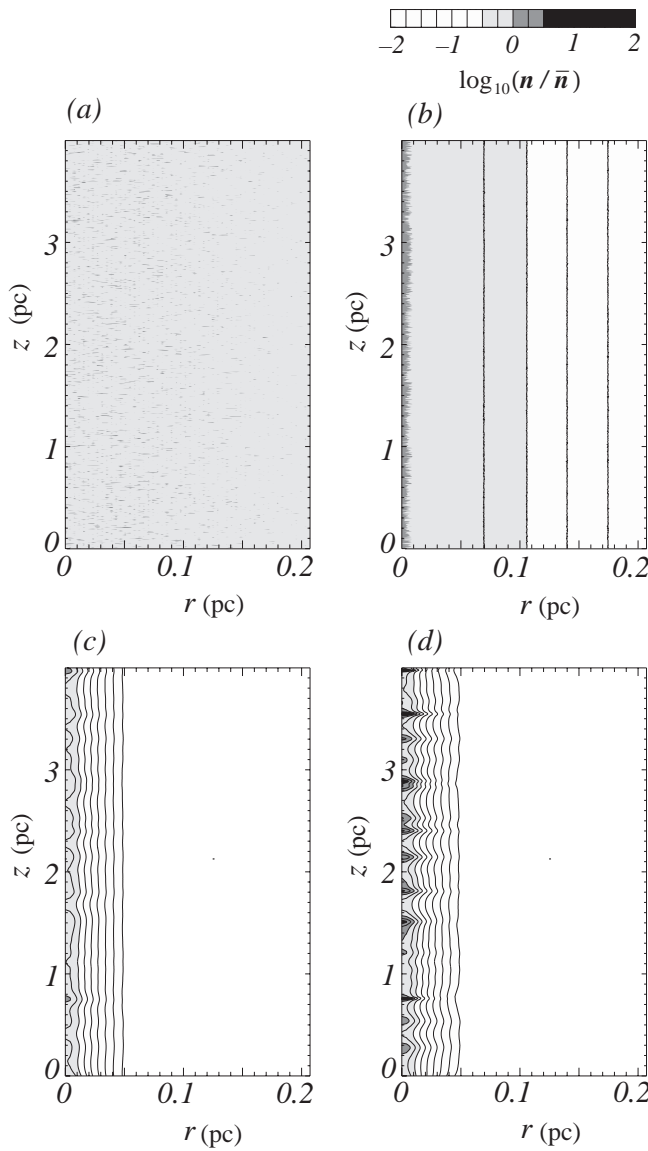 −2 −1 0 1 2
log₁₀(n / n̄)
(a) (b)
3 3
2 2
1 1
0 0
z (pc) z (pc)
0 0.1 0.2 0 0.1 0.2
r (pc) r (pc)
(c) (d)
3 3
2 2
1 1
0 0
z (pc) z (pc)
0 0.1 0.2 0 0.1 0.2
r (pc) r (pc)